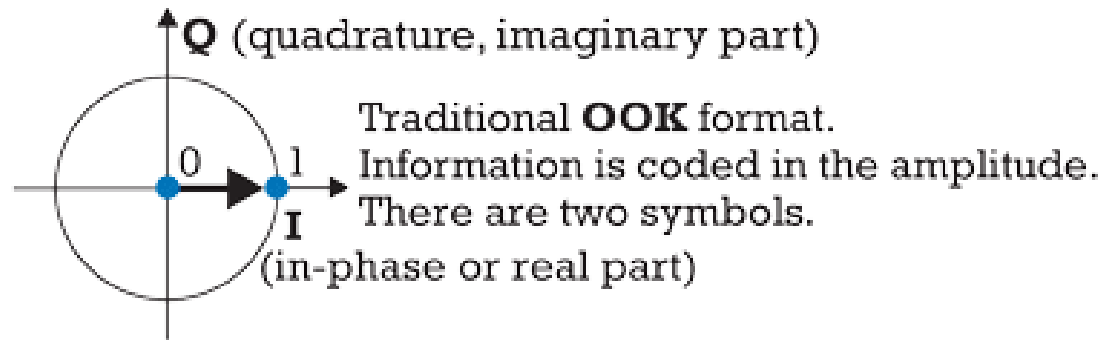 Q (quadrature, imaginary part)
Traditional OOK format.
0 1 Information is coded in the amplitude.
There are two symbols.
I
(in-phase or real part)